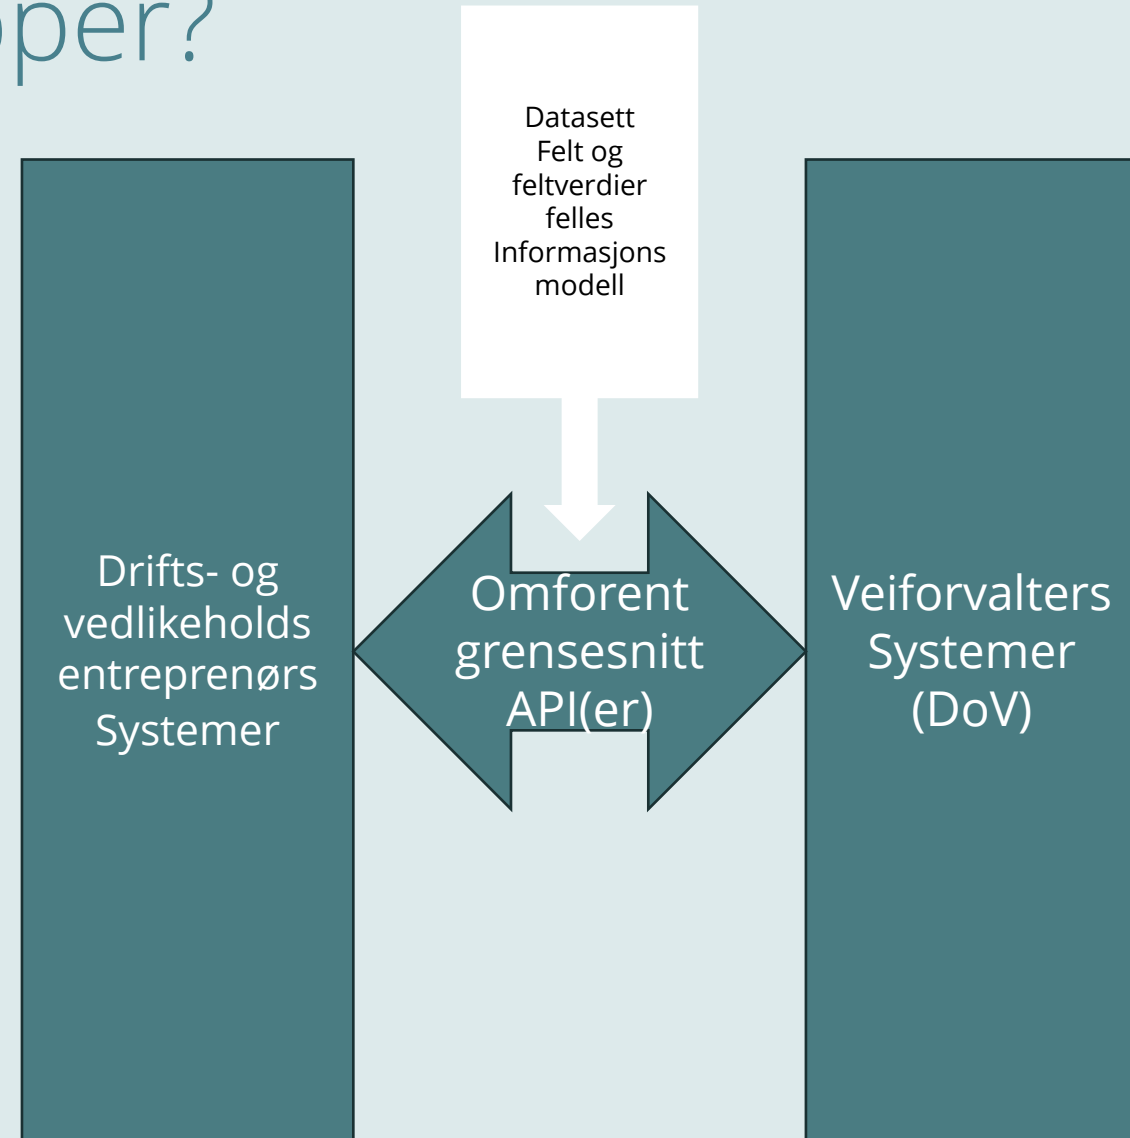 Datasett
Felt og
feltverdier
felles
Informasjons
modell
Drifts- og
vedlikeholds
entreprenørs
Systemer
Omforent
grensesnitt
API(er)
Veiforvalters
Systemer
(DoV)